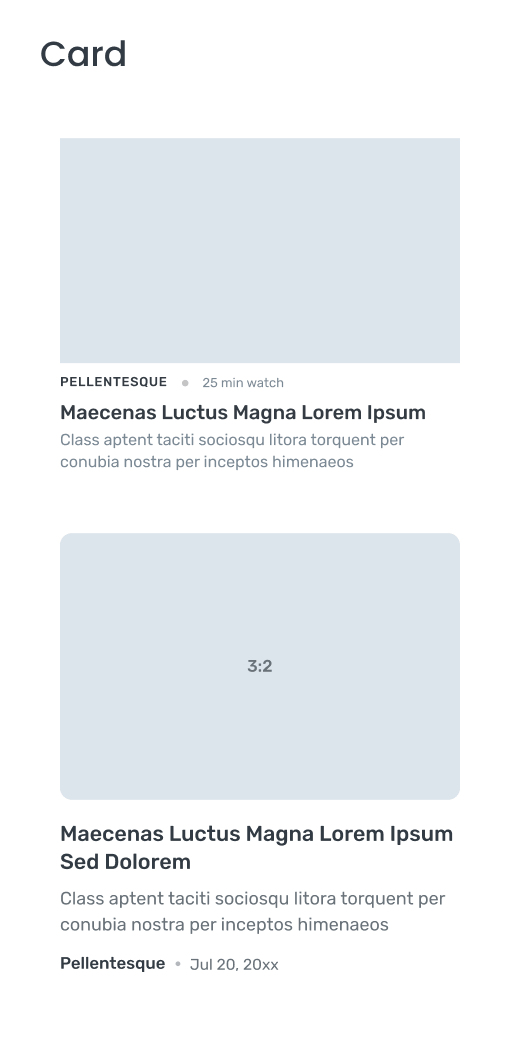 Card
PELLENTESQUE • 25 min watch
Maecenas Luctus Magna Lorem Ipsum
Class aptent taciti sociosqu litora torquent per
conubia nostra per inceptos himenaeos
3:2
Maecenas Luctus Magna Lorem Ipsum
Sed Dolorem
Class aptent taciti sociosqu litora torquent per
conubia nostra per inceptos himenaeos
Pellentesque • Jul 20, 20xx